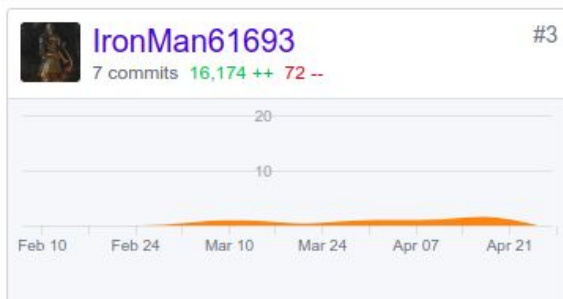 IronMan61693 #3
7 commits 16,174 ++ 72 --
20
10
Feb 10 Feb 24 Mar 10 Mar 24 Apr 07 Apr 21